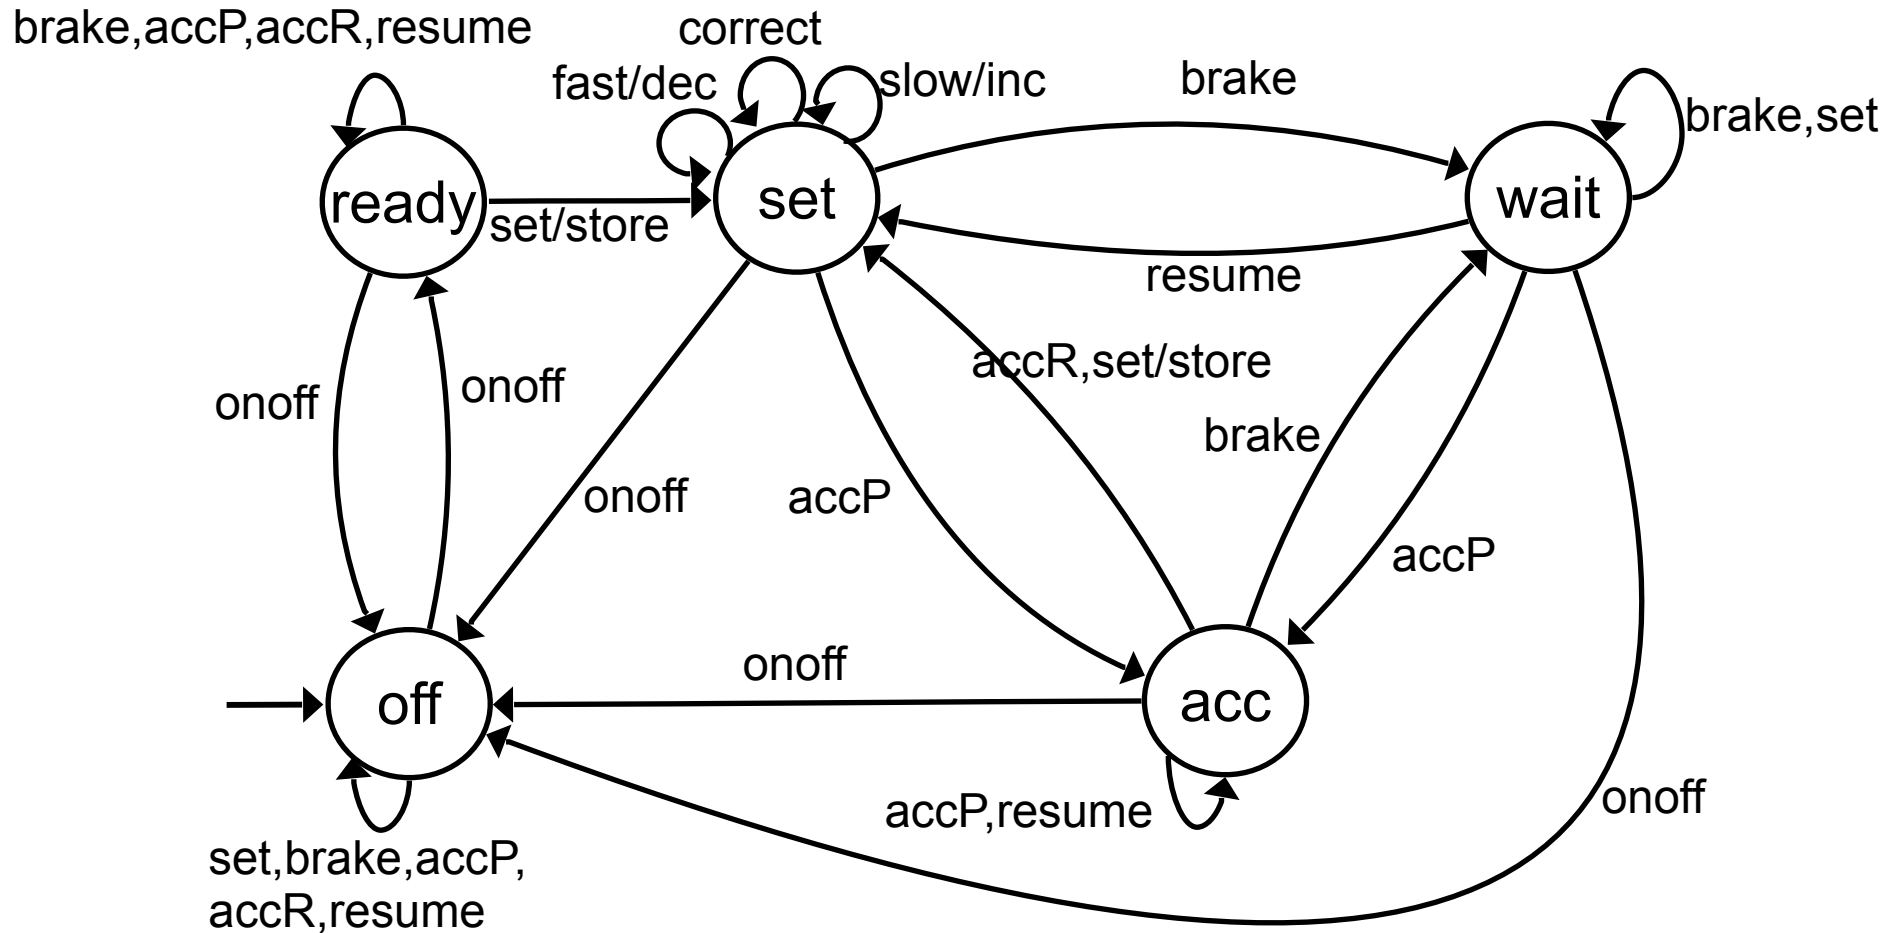 brake,accP,accR,resume
correct
fast/dec
slow/inc
brake
brake,set
ready
set/store
set
wait
resume
accR,set/store
onoff
onoff
brake
onoff
accP
accP
onoff
off
acc
onoff
accP,resume
set,brake,accP,
accR,resume